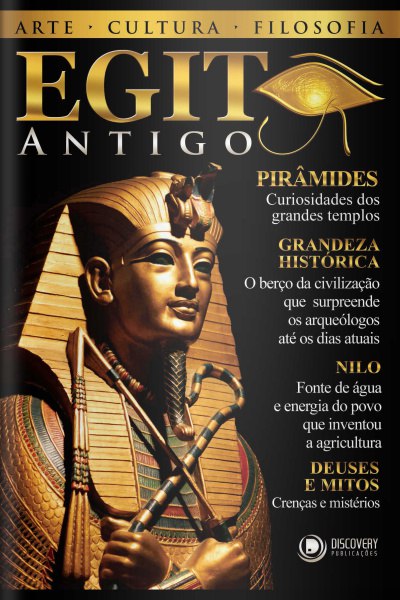 ARTE · CULTURA · FILOSOFIA
EGIT
ANTIGO
PIRÂMIDES
Curiosidades dos
grandes templos
GRANDEZA
HISTÓRICA
O berço da civilização
que surpreende
os arqueólogos
até os dias atuais
NILO
Fonte de água
e energia do povo
que inventou
a agricultura
DEUSES
E MITOS
Crenças e mistérios
DISCOVERY
PUBLICAÇÕES